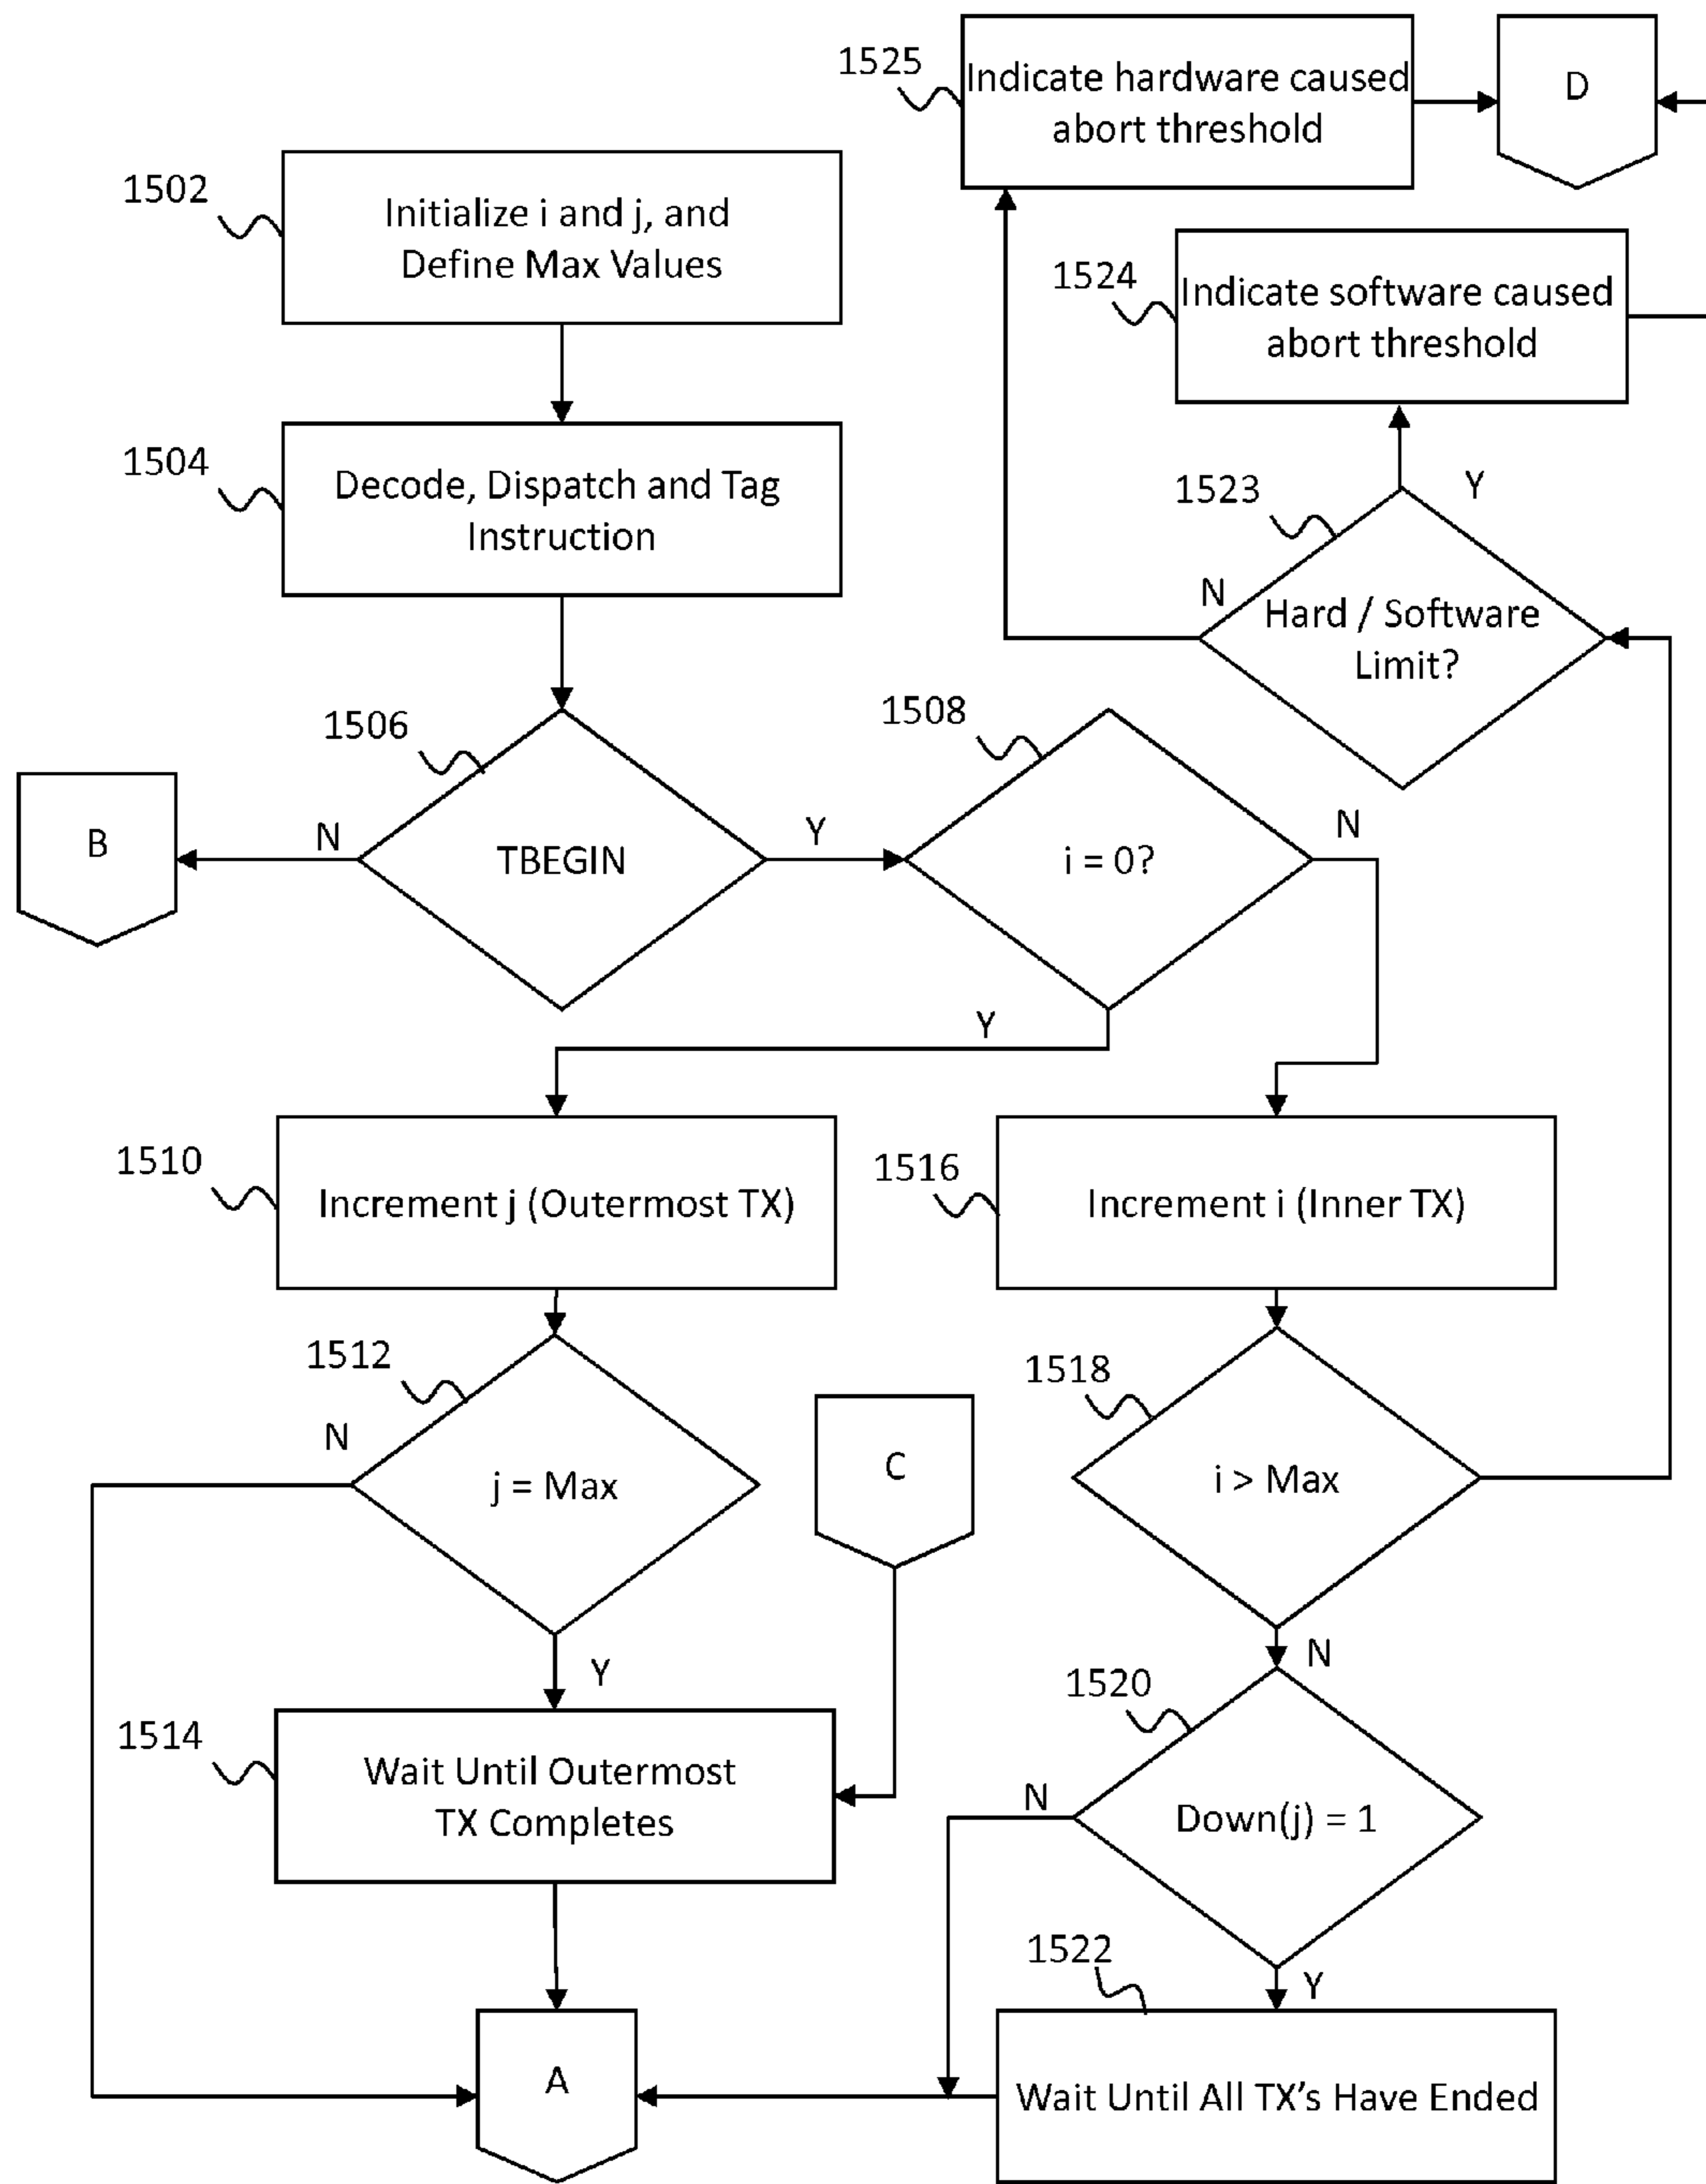 1525
Indicate hardware caused
abort threshold
D
1502
Initialize i and j, and
Define Max Values
1524
Indicate software caused
abort threshold
1504
Decode, Dispatch and Tag
Instruction
1523
Y
N
Hard / Software
Limit?
1506
1508
B
N
TBEGIN
Y
i = 0?
N
Y
1510
Increment j (Outermost TX)
1516
Increment i (Inner TX)
1512
N
j = Max
Y
C
1518
i > Max
N
1514
Wait Until Outermost
TX Completes
1520
N
Down(j) = 1
Y
1522
A
Wait Until All TX's Have Ended